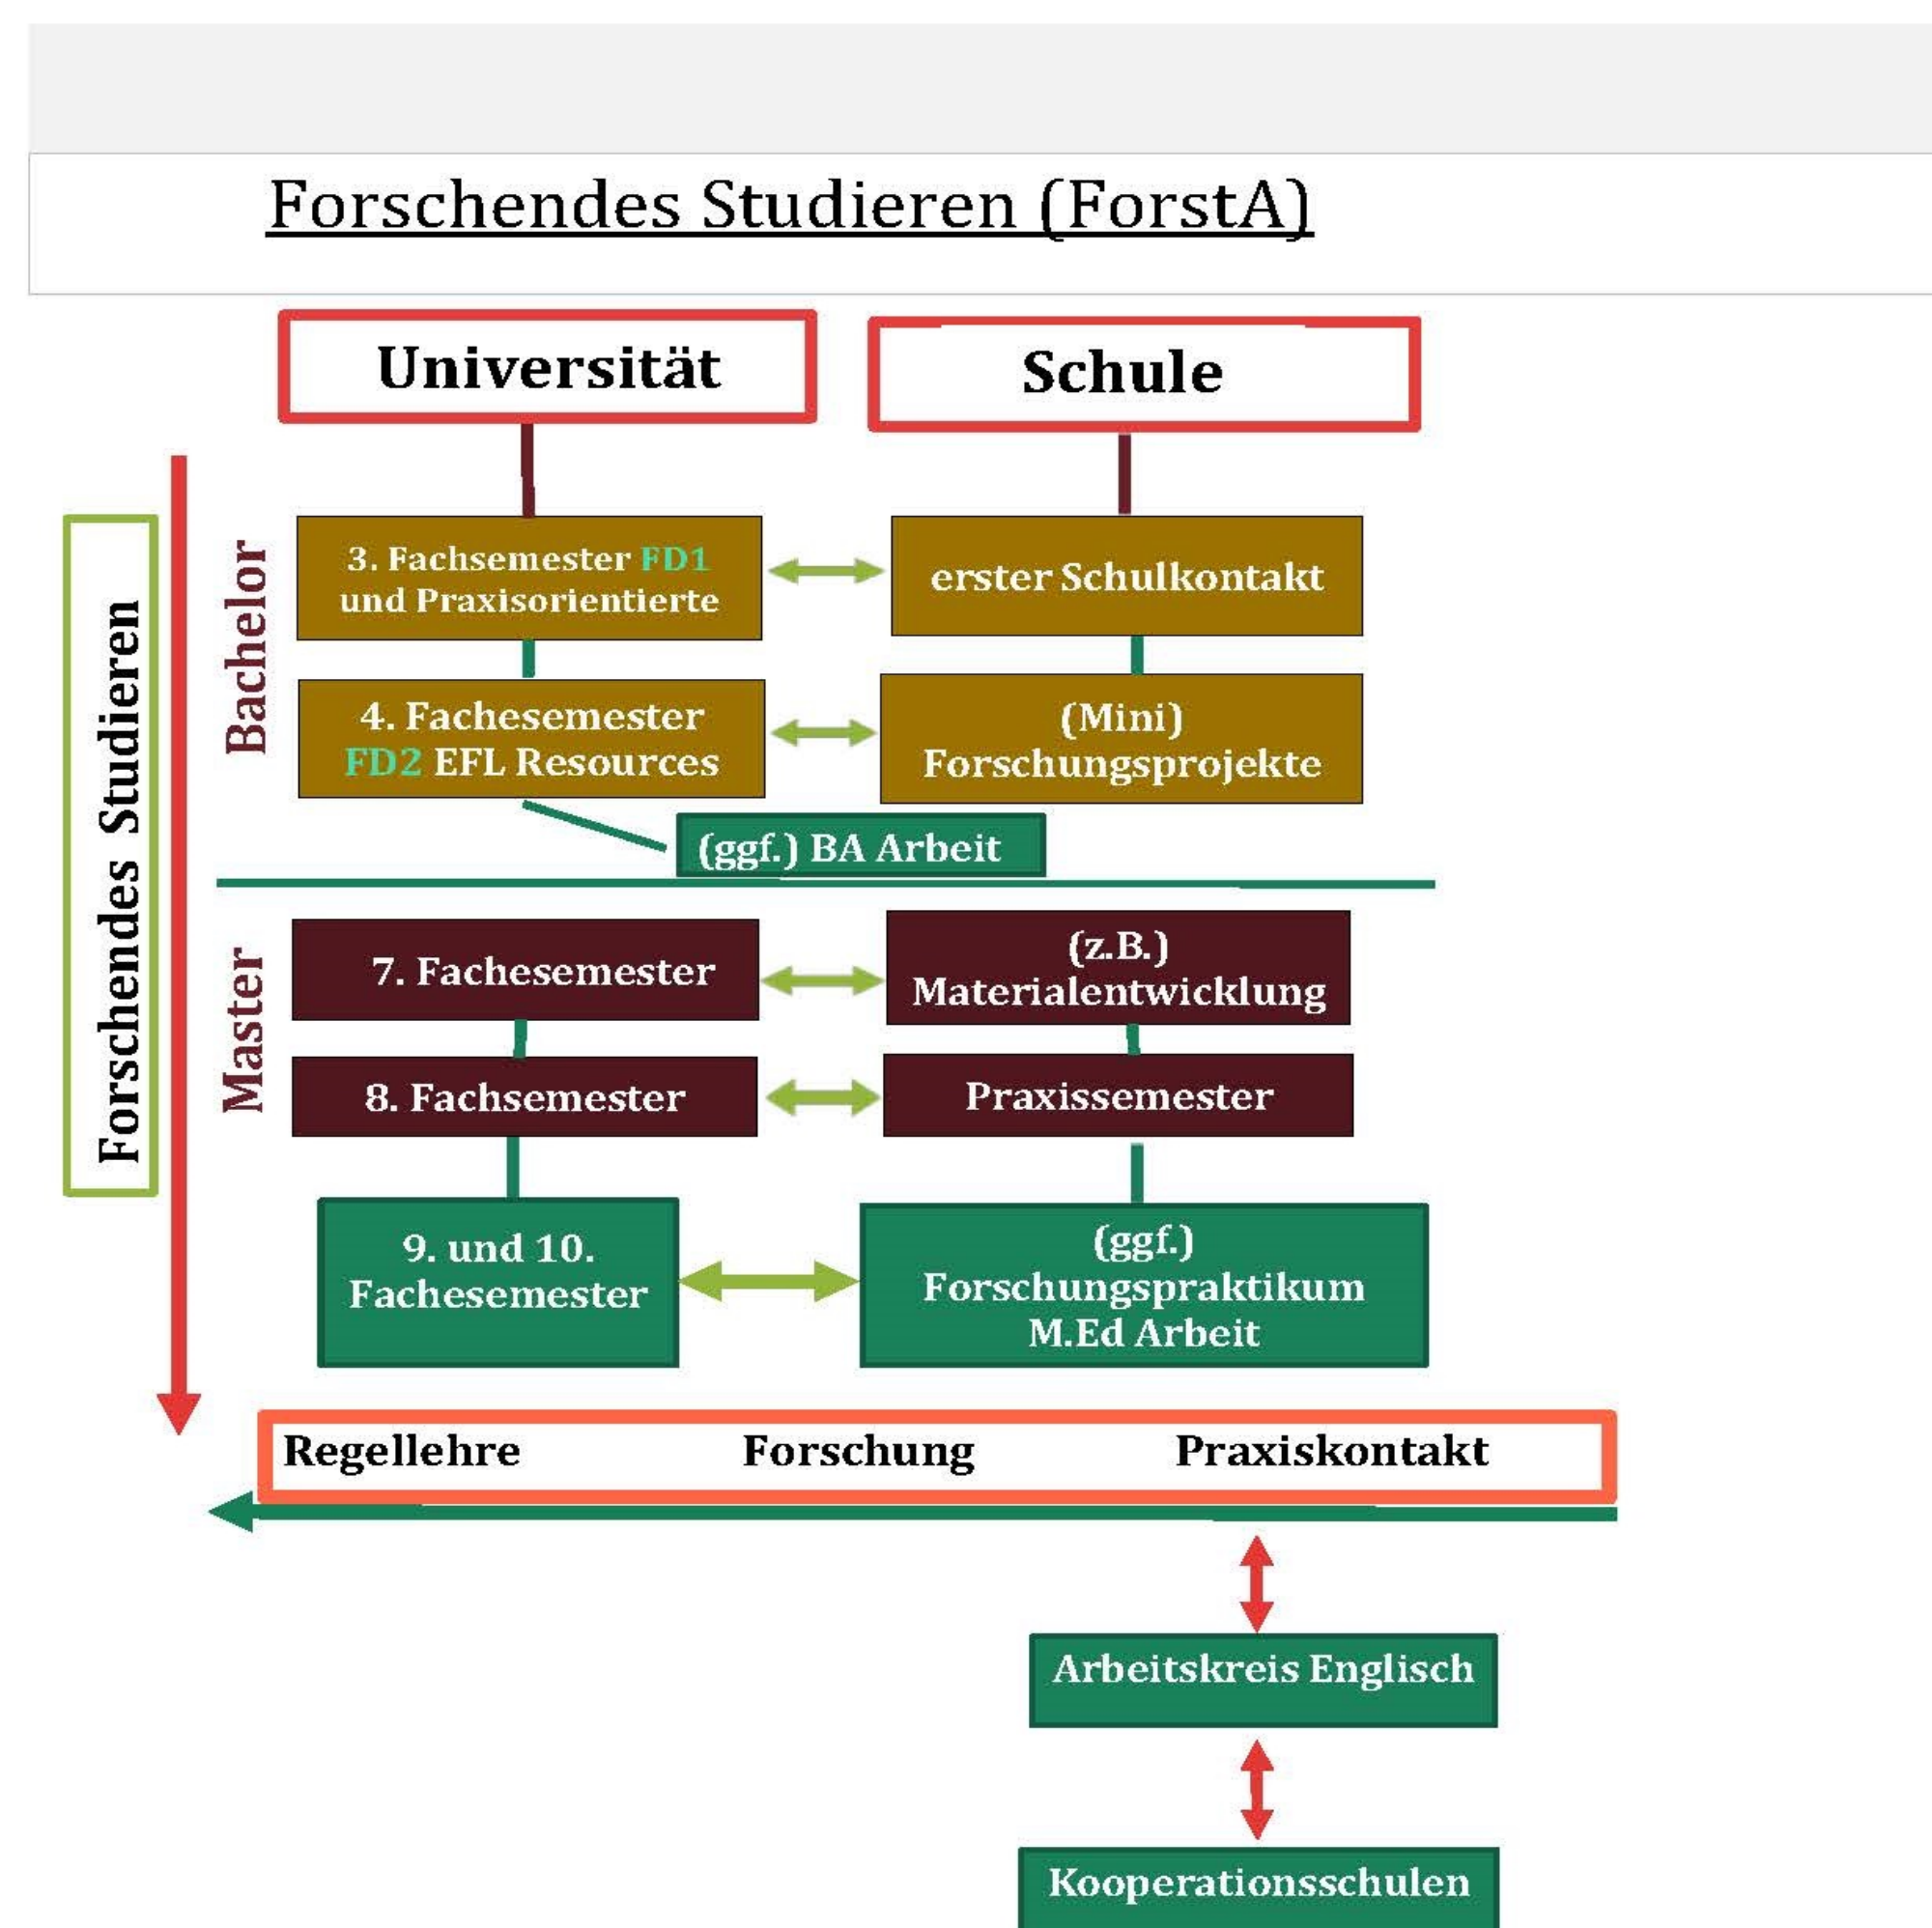 Forschendes Studieren (ForstA)
Universität
Schule
Forschendes Studieren
Bachelor
3. Fachsemester FD1
und Praxisorientierte
erster Schulkontakt
4. Fachesemester
FD2 EFL Resources
(Mini)
Forschungsprojekte
(ggf.) BA Arbeit
Master
7. Fachesemester
(z.B.)
Materialentwicklung
8. Fachsemester
Praxissemester
9. und 10.
Fachesemester
(ggf.)
Forschungspraktikum
M.Ed Arbeit
Regellehre Forschung Praxiskontakt
Arbeitskreis Englisch
Kooperationsschulen